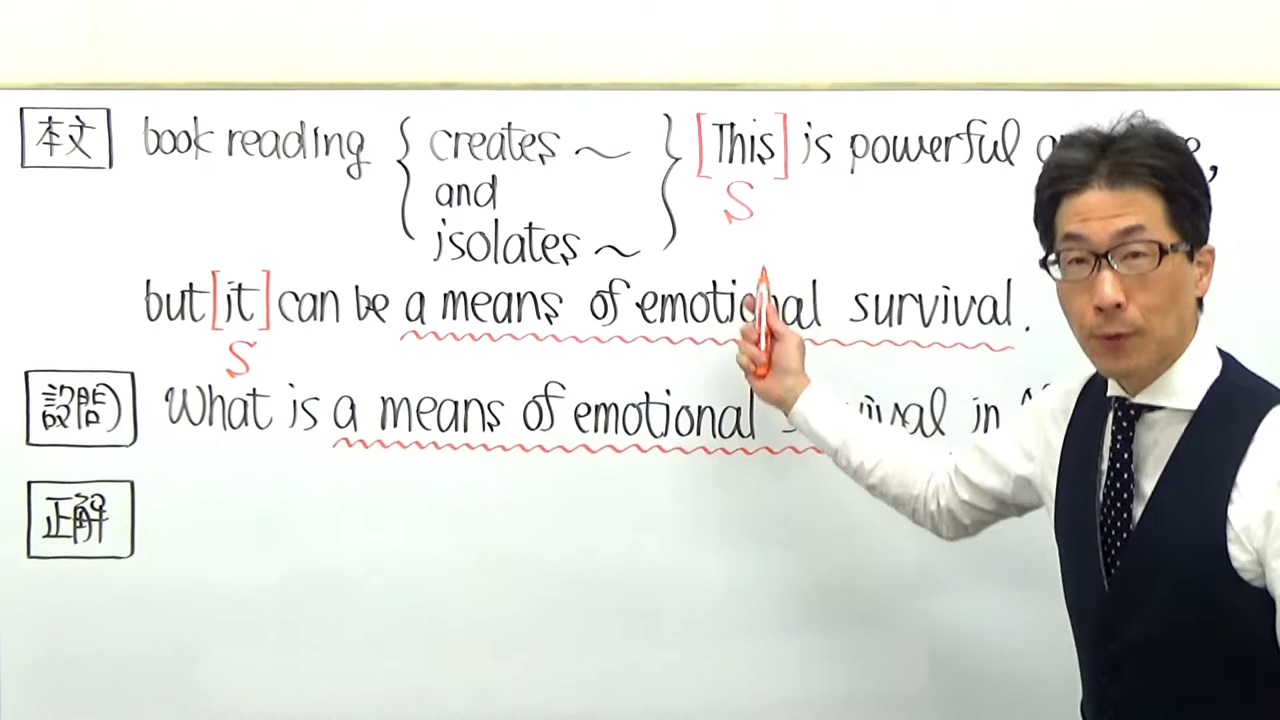 本文 book reading { creates ～ } [This] is powerful
and S
isolates ～
but [it] can be a means of emotional survival.
S
設問 What is a means of emotional in
正解